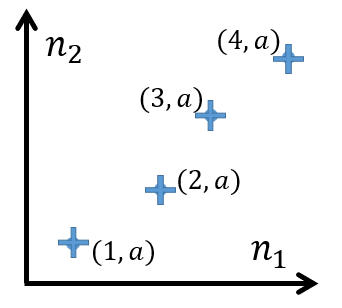 n₂
(4, a)
(3, a)
(2, a)
(1, a)
n₁